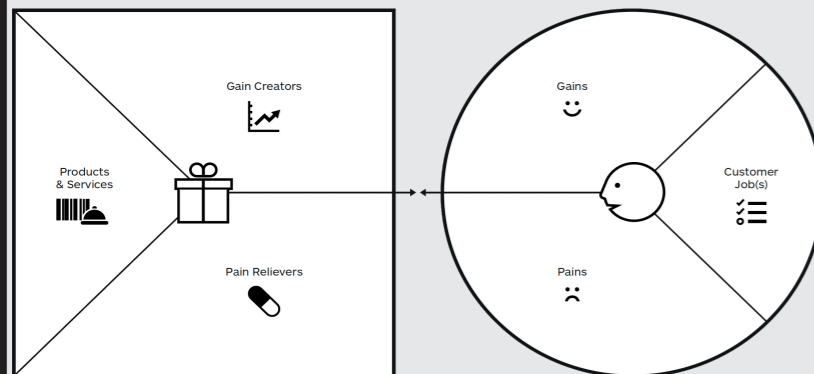 Gain Creators
Products
& Services
Pain Relievers
Gains
Customer
Job(s)
Pains